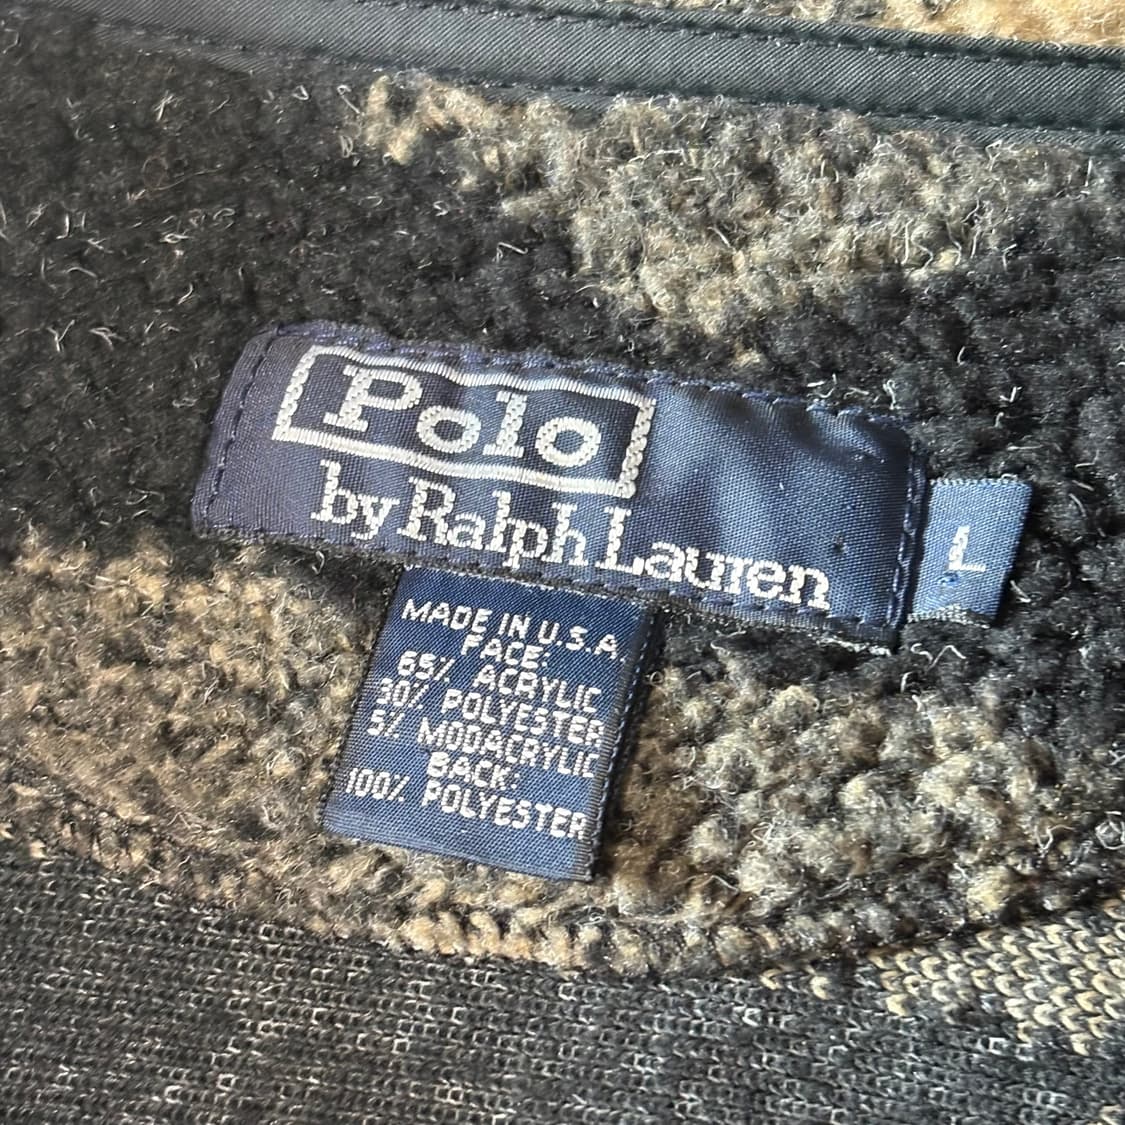 Polo
by Ralph Lauren
L
MADE IN U.S.A.
FACE:
65% ACRYLIC
30% POLYESTER
5% MODACRYLIC
BACK:
100% POLYESTER